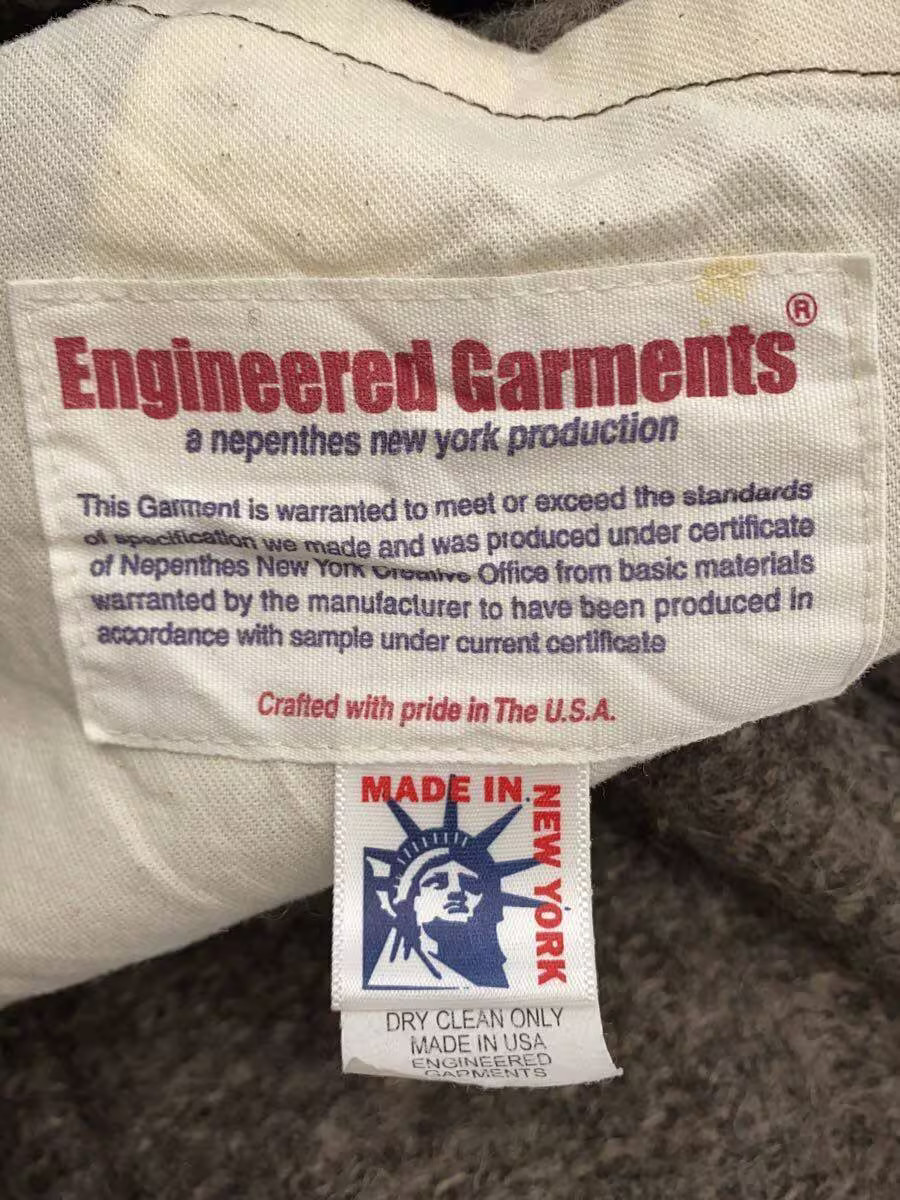 Engineered Garments®
a nepenthes new york production
This Garment is warranted to meet or exceed the standards
of specification we made and was produced under certificate
of Nepenthes New York Creative Office from basic materials
warranted by the manufacturer to have been produced in
accordance with sample under current certificate
Crafted with pride in The U.S.A.
MADE IN
NEW YORK
DRY CLEAN ONLY
MADE IN USA
ENGINEERED
GARMENTS